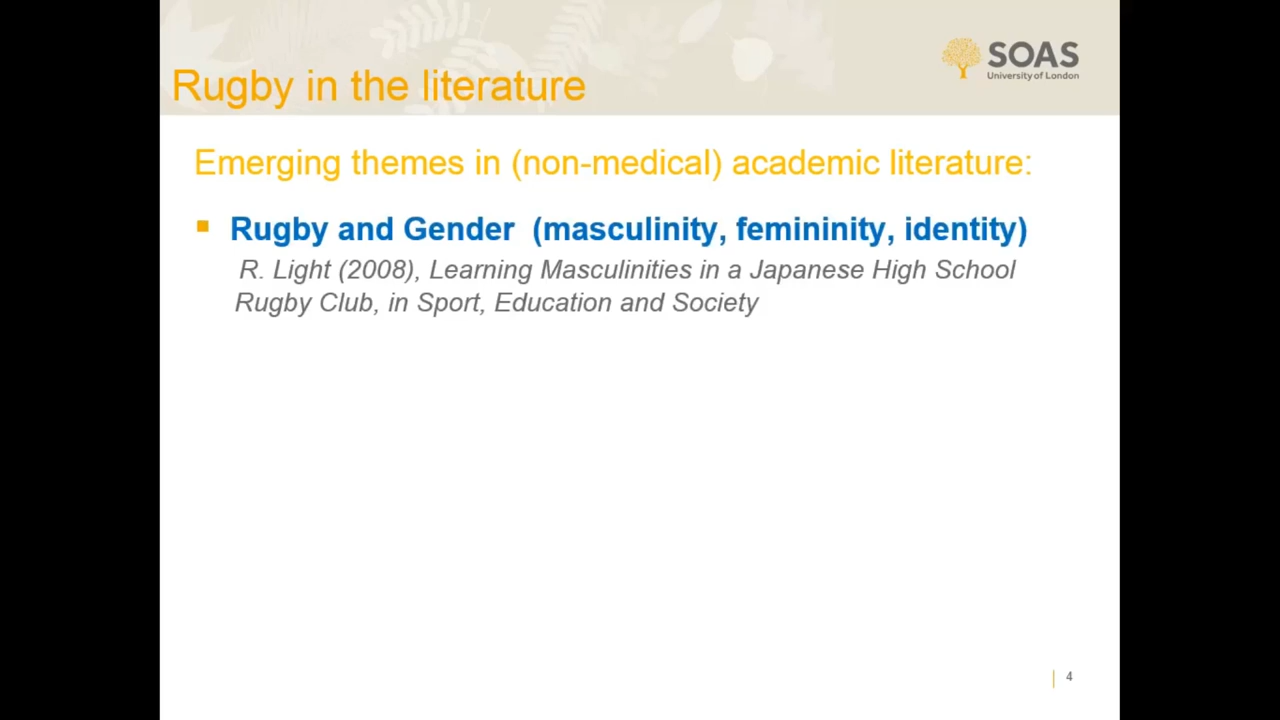 SOAS
University of London
Rugby in the literature
Emerging themes in (non-medical) academic literature:
Rugby and Gender (masculinity, femininity, identity)
R. Light (2008), Learning Masculinities in a Japanese High School
Rugby Club, in Sport, Education and Society
4